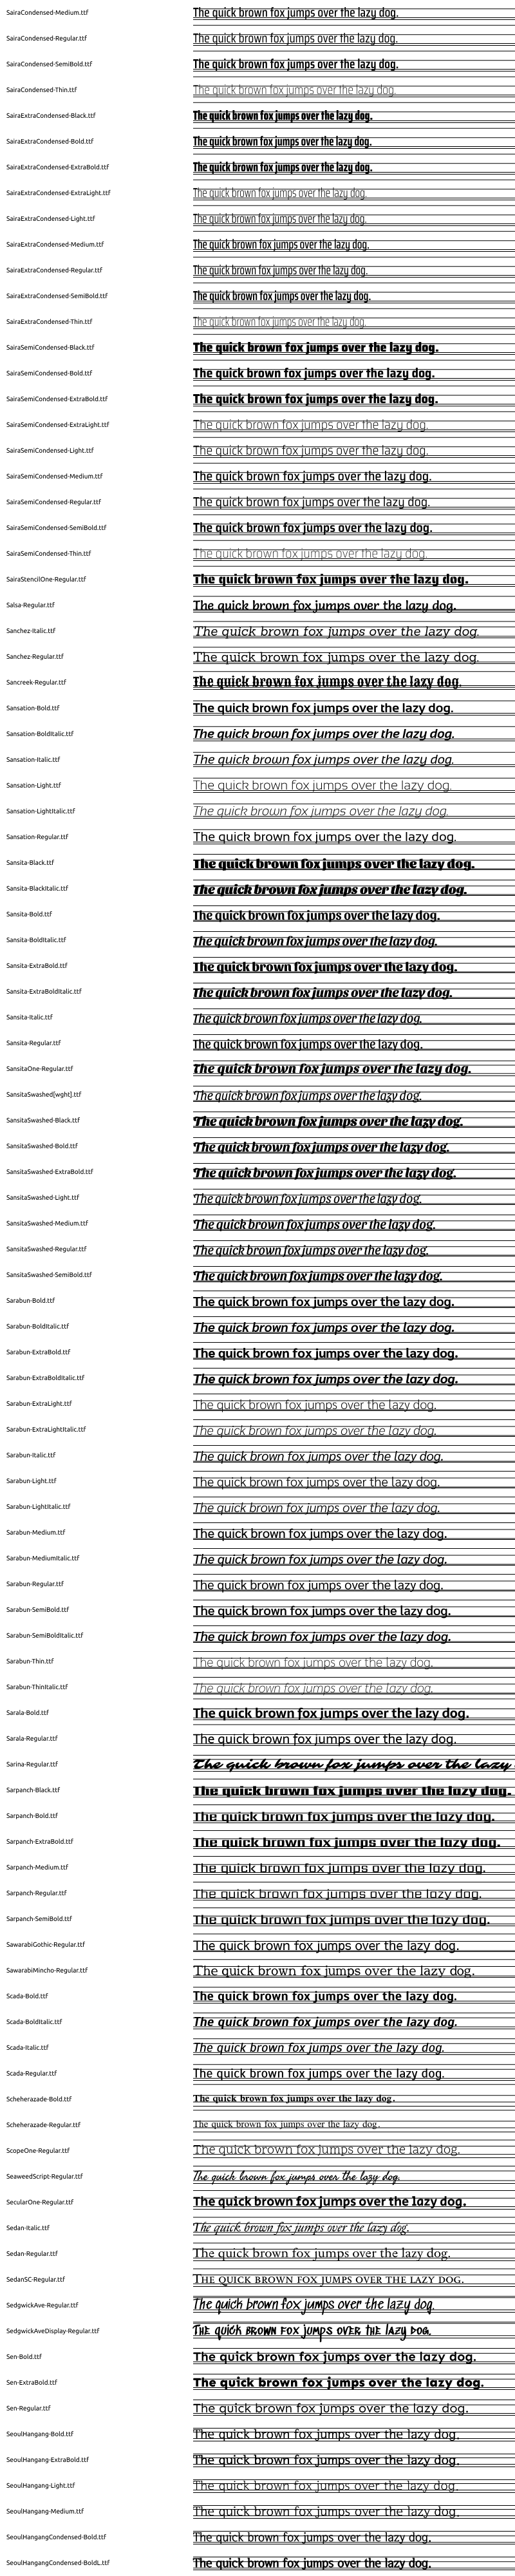 SairaCondensed-Medium.ttf The quick brown fox jumps over the lazy dog.
SairaCondensed-Regular.ttf The quick brown fox jumps over the lazy dog.
SairaCondensed-SemiBold.ttf The quick brown fox jumps over the lazy dog.
SairaCondensed-Thin.ttf The quick brown fox jumps over the lazy dog.
SairaExtraCondensed-Black.ttf The quick brown fox jumps over the lazy dog.
SairaExtraCondensed-Bold.ttf The quick brown fox jumps over the lazy dog.
SairaExtraCondensed-ExtraBold.ttf The quick brown fox jumps over the lazy dog.
SairaExtraCondensed-ExtraLight.ttf The quick brown fox jumps over the lazy dog.
SairaExtraCondensed-Light.ttf The quick brown fox jumps over the lazy dog.
SairaExtraCondensed-Medium.ttf The quick brown fox jumps over the lazy dog.
SairaExtraCondensed-Regular.ttf The quick brown fox jumps over the lazy dog.
SairaExtraCondensed-SemiBold.ttf The quick brown fox jumps over the lazy dog.
SairaExtraCondensed-Thin.ttf The quick brown fox jumps over the lazy dog.
SairaSemiCondensed-Black.ttf The quick brown fox jumps over the lazy dog.
SairaSemiCondensed-Bold.ttf The quick brown fox jumps over the lazy dog.
SairaSemiCondensed-ExtraBold.ttf The quick brown fox jumps over the lazy dog.
SairaSemiCondensed-ExtraLight.ttf The quick brown fox jumps over the lazy dog.
SairaSemiCondensed-Light.ttf The quick brown fox jumps over the lazy dog.
SairaSemiCondensed-Medium.ttf The quick brown fox jumps over the lazy dog.
SairaSemiCondensed-Regular.ttf The quick brown fox jumps over the lazy dog.
SairaSemiCondensed-SemiBold.ttf The quick brown fox jumps over the lazy dog.
SairaSemiCondensed-Thin.ttf The quick brown fox jumps over the lazy dog.
SairaStencilOne-Regular.ttf The quick brown fox jumps over the lazy dog.
Salsa-Regular.ttf The quick brown fox jumps over the lazy dog.
Sanchez-Italic.ttf The quick brown fox jumps over the lazy dog.
Sanchez-Regular.ttf The quick brown fox jumps over the lazy dog.
Sancreek-Regular.ttf The quick brown fox jumps over the lazy dog.
Sansation-Bold.ttf The quick brown fox jumps over the lazy dog.
Sansation-BoldItalic.ttf The quick brown fox jumps over the lazy dog.
Sansation-Italic.ttf The quick brown fox jumps over the lazy dog.
Sansation-Light.ttf The quick brown fox jumps over the lazy dog.
Sansation-LightItalic.ttf The quick brown fox jumps over the lazy dog.
Sansation-Regular.ttf The quick brown fox jumps over the lazy dog.
Sansita-Black.ttf The quick brown fox jumps over the lazy dog.
Sansita-BlackItalic.ttf The quick brown fox jumps over the lazy dog.
Sansita-Bold.ttf The quick brown fox jumps over the lazy dog.
Sansita-BoldItalic.ttf The quick brown fox jumps over the lazy dog.
Sansita-ExtraBold.ttf The quick brown fox jumps over the lazy dog.
Sansita-ExtraBoldItalic.ttf The quick brown fox jumps over the lazy dog.
Sansita-Italic.ttf The quick brown fox jumps over the lazy dog.
Sansita-Regular.ttf The quick brown fox jumps over the lazy dog.
SansitaOne-Regular.ttf The quick brown fox jumps over the lazy dog.
SansitaSwashed[wght].ttf The quick brown fox jumps over the lazy dog.
SansitaSwashed-Black.ttf The quick brown fox jumps over the lazy dog.
SansitaSwashed-Bold.ttf The quick brown fox jumps over the lazy dog.
SansitaSwashed-ExtraBold.ttf The quick brown fox jumps over the lazy dog.
SansitaSwashed-Light.ttf The quick brown fox jumps over the lazy dog.
SansitaSwashed-Medium.ttf The quick brown fox jumps over the lazy dog.
SansitaSwashed-Regular.ttf The quick brown fox jumps over the lazy dog.
SansitaSwashed-SemiBold.ttf The quick brown fox jumps over the lazy dog.
Sarabun-Bold.ttf The quick brown fox jumps over the lazy dog.
Sarabun-BoldItalic.ttf The quick brown fox jumps over the lazy dog.
Sarabun-ExtraBold.ttf The quick brown fox jumps over the lazy dog.
Sarabun-ExtraBoldItalic.ttf The quick brown fox jumps over the lazy dog.
Sarabun-ExtraLight.ttf The quick brown fox jumps over the lazy dog.
Sarabun-ExtraLightItalic.ttf The quick brown fox jumps over the lazy dog.
Sarabun-Italic.ttf The quick brown fox jumps over the lazy dog.
Sarabun-Light.ttf The quick brown fox jumps over the lazy dog.
Sarabun-LightItalic.ttf The quick brown fox jumps over the lazy dog.
Sarabun-Medium.ttf The quick brown fox jumps over the lazy dog.
Sarabun-MediumItalic.ttf The quick brown fox jumps over the lazy dog.
Sarabun-Regular.ttf The quick brown fox jumps over the lazy dog.
Sarabun-SemiBold.ttf The quick brown fox jumps over the lazy dog.
Sarabun-SemiBoldItalic.ttf The quick brown fox jumps over the lazy dog.
Sarabun-Thin.ttf The quick brown fox jumps over the lazy dog.
Sarabun-ThinItalic.ttf The quick brown fox jumps over the lazy dog.
Sarala-Bold.ttf The quick brown fox jumps over the lazy dog.
Sarala-Regular.ttf The quick brown fox jumps over the lazy dog.
Sarina-Regular.ttf The quick brown fox jumps over the lazy
Sarpanch-Black.ttf The quick brown fox jumps over the lazy dog.
Sarpanch-Bold.ttf The quick brown fox jumps over the lazy dog.
Sarpanch-ExtraBold.ttf The quick brown fox jumps over the lazy dog.
Sarpanch-Medium.ttf The quick brown fox jumps over the lazy dog.
Sarpanch-Regular.ttf The quick brown fox jumps over the lazy dog.
Sarpanch-SemiBold.ttf The quick brown fox jumps over the lazy dog.
SawarabiGothic-Regular.ttf The quick brown fox jumps over the lazy dog.
SawarabiMincho-Regular.ttf The quick brown fox jumps over the lazy dog.
Scada-Bold.ttf The quick brown fox jumps over the lazy dog.
Scada-BoldItalic.ttf The quick brown fox jumps over the lazy dog.
Scada-Italic.ttf The quick brown fox jumps over the lazy dog.
Scada-Regular.ttf The quick brown fox jumps over the lazy dog.
Scheherazade-Bold.ttf The quick brown fox jumps over the lazy dog.
Scheherazade-Regular.ttf The quick brown fox jumps over the lazy dog.
ScopeOne-Regular.ttf The quick brown fox jumps over the lazy dog.
SeaweedScript-Regular.ttf The quick brown fox jumps over the lazy dog.
SecularOne-Regular.ttf The quick brown fox jumps over the lazy dog.
Sedan-Italic.ttf The quick brown fox jumps over the lazy dog.
Sedan-Regular.ttf The quick brown fox jumps over the lazy dog.
SedanSC-Regular.ttf The quick brown fox jumps over the lazy dog.
SedgwickAve-Regular.ttf The quick brown fox jumps over the lazy dog.
SedgwickAveDisplay-Regular.ttf The quick brown fox jumps over the lazy dog.
Sen-Bold.ttf The quick brown fox jumps over the lazy dog.
Sen-ExtraBold.ttf The quick brown fox jumps over the lazy dog.
Sen-Regular.ttf The quick brown fox jumps over the lazy dog.
SeoulHangang-Bold.ttf The quick brown fox jumps over the lazy dog.
SeoulHangang-ExtraBold.ttf The quick brown fox jumps over the lazy dog.
SeoulHangang-Light.ttf The quick brown fox jumps over the lazy dog.
SeoulHangang-Medium.ttf The quick brown fox jumps over the lazy dog.
SeoulHangangCondensed-Bold.ttf The quick brown fox jumps over the lazy dog.
SeoulHangangCondensed-BoldL.ttf The quick brown fox jumps over the lazy dog.